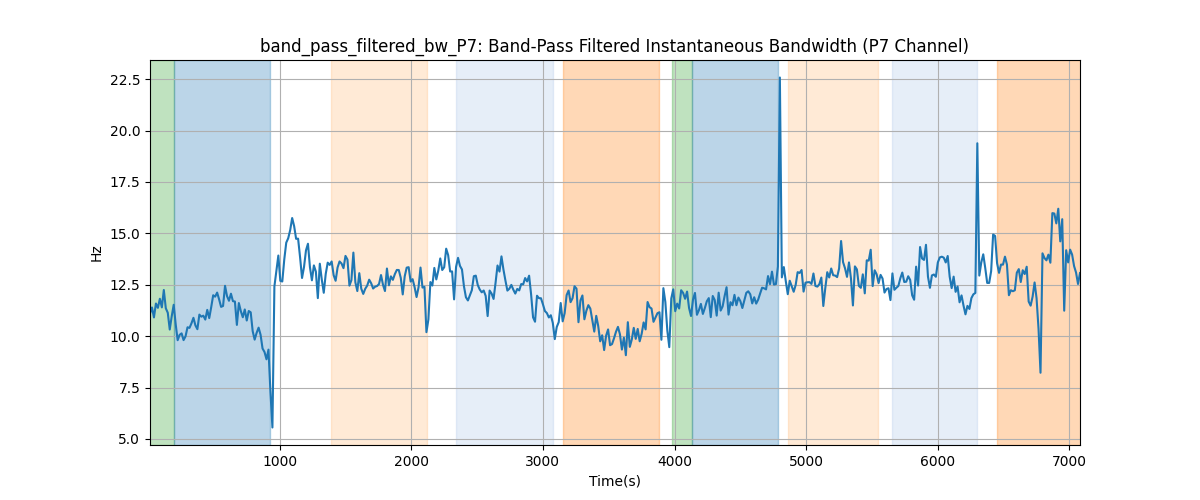 band_pass_filtered_bw_P7: Band-Pass Filtered Instantaneous Bandwidth (P7 Channel)
22.5
20.0
17.5
15.0
12.5
10.0
7.5
5.0
Hz
1000 2000 3000 4000 5000 6000 7000
Time(s)